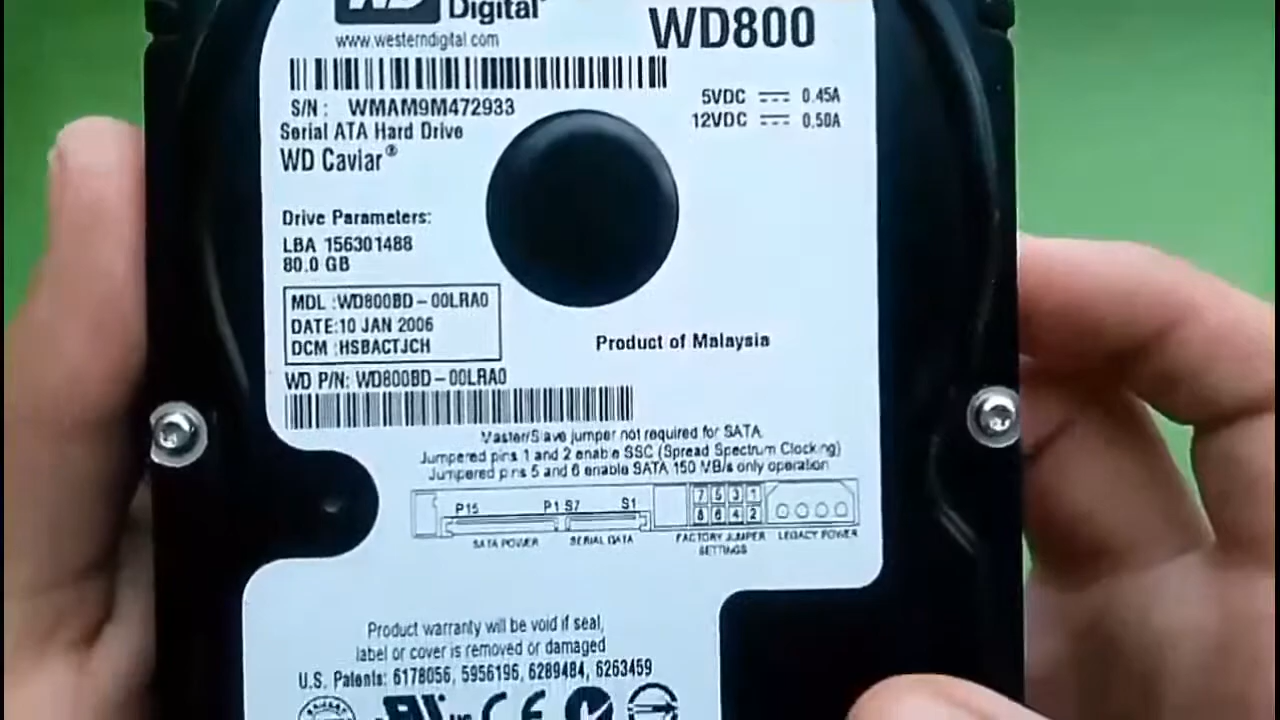 WD Digital
www.westerndigital.com
WD800
S/N: WMAM9M472933
Serial ATA Hard Drive
WD Caviar®
5VDC 0.45A
12VDC 0.50A
Drive Parameters:
LBA 156301488
80.0 GB
MDL :WD800BD-00LRA0
DATE:10 JAN 2006
DCM :HSBACTJCH
Product of Malaysia
WD P/N: WD800BD-00LRA0
Master/Slave jumper not required for SATA
Jumpered pins 1 and 2 enable SSC (Spread Spectrum Clocking)
Jumpered pins 5 and 6 enable SATA 150 MB/s only operation
P15 P1 S7 S1
7 5 3 1
8 6 4 2
SATA POWER SERIAL DATA FACTORY JUMPER SETTINGS LEGACY POWER
Product warranty will be void if seal,
label or cover is removed or damaged
U.S. Patents: 6178056, 5956196, 6289484, 6263459
CE